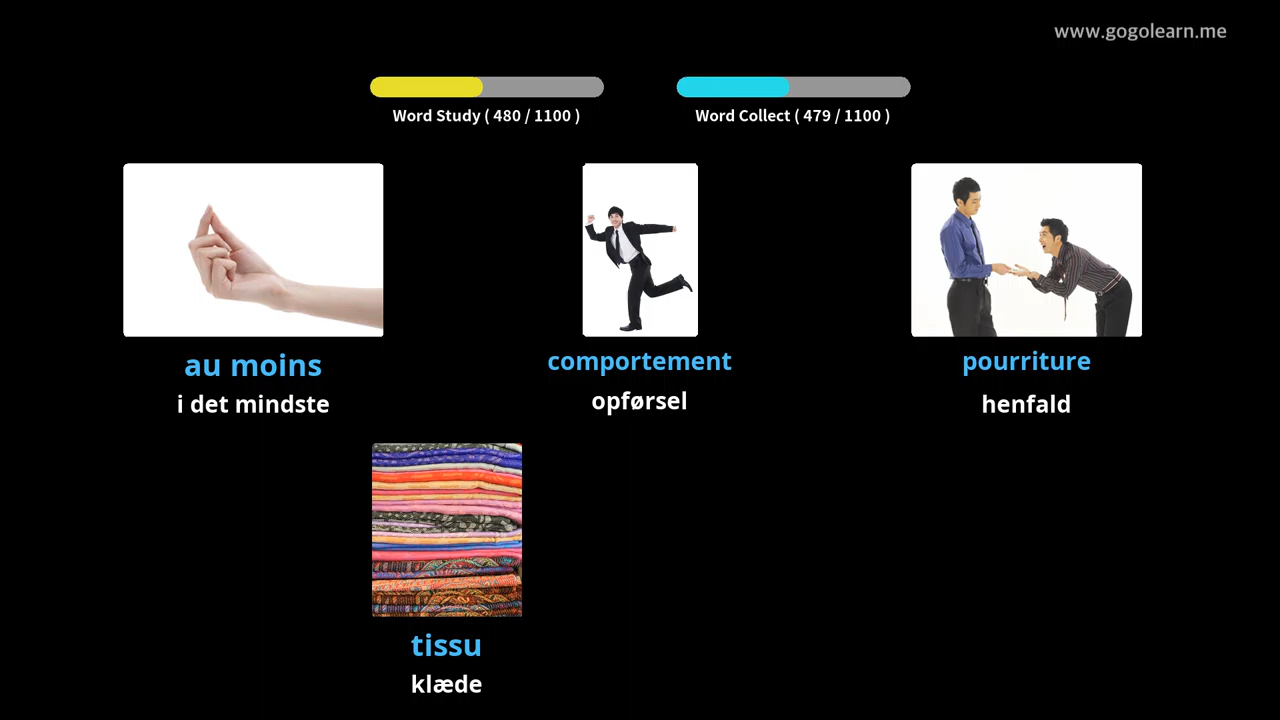 www.gogolearn.me
Word Study ( 480 / 1100 )
Word Collect ( 479 / 1100 )
au moins
i det mindste
comportement
opførsel
pourriture
henfald
tissu
klæde